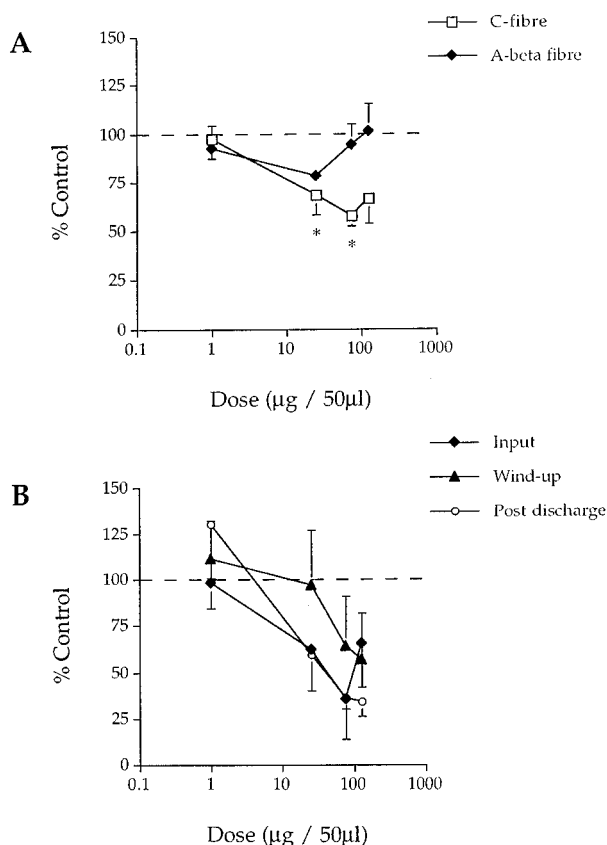 A
C-fibre
A-beta fibre
150
125
100
75
50
25
0
% Control
*
*
0.1
1
10
100
1000
Dose (µg / 50µl)
B
Input
Wind-up
Post discharge
150
125
100
75
50
25
0
% Control
0.1
1
10
100
1000
Dose (µg / 50µl)